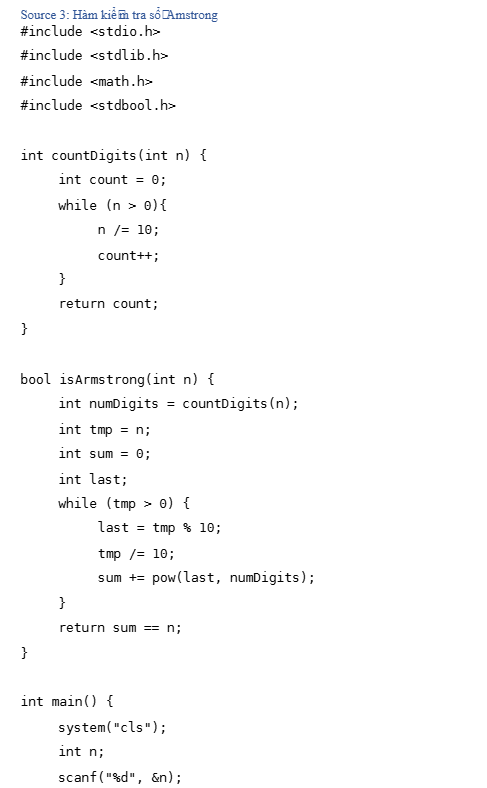 Source 3: Hàm kiểm tra số Amstrong
#include <stdio.h>
#include <stdlib.h>
#include <math.h>
#include <stdbool.h>
int countDigits(int n) {
int count = 0;
while (n > 0){
n /= 10;
count++;
}
return count;
}
bool isArmstrong(int n) {
int numDigits = countDigits(n);
int tmp = n;
int sum = 0;
int last;
while (tmp > 0) {
last = tmp % 10;
tmp /= 10;
sum += pow(last, numDigits);
}
return sum == n;
}
int main() {
system("cls");
int n;
scanf("%d", &n);